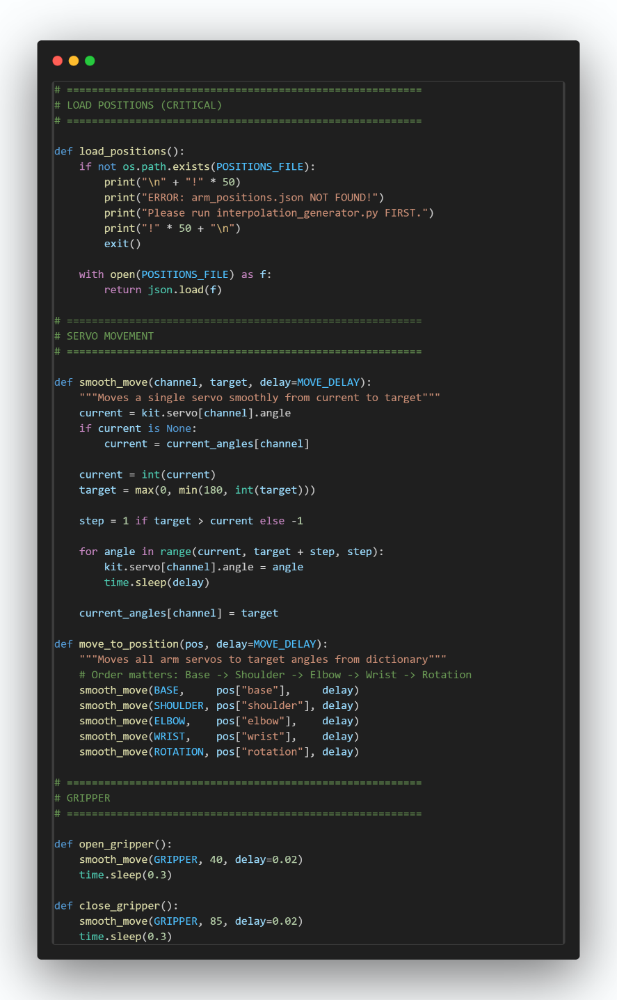 # =========================================================
# LOAD POSITIONS (CRITICAL)
# =========================================================

def load_positions():
    if not os.path.exists(POSITIONS_FILE):
        print("\n" + "!" * 50)
        print("ERROR: arm_positions.json NOT FOUND!")
        print("Please run interpolation_generator.py FIRST.")
        print("!" * 50 + "\n")
        exit()

    with open(POSITIONS_FILE) as f:
        return json.load(f)

# =========================================================
# SERVO MOVEMENT
# =========================================================

def smooth_move(channel, target, delay=MOVE_DELAY):
    """Moves a single servo smoothly from current to target"""
    current = kit.servo[channel].angle
    if current is None:
        current = current_angles[channel]

    current = int(current)
    target = max(0, min(180, int(target)))

    step = 1 if target > current else -1

    for angle in range(current, target + step, step):
        kit.servo[channel].angle = angle
        time.sleep(delay)

    current_angles[channel] = target

def move_to_position(pos, delay=MOVE_DELAY):
    """Moves all arm servos to target angles from dictionary"""
    # Order matters: Base -> Shoulder -> Elbow -> Wrist -> Rotation
    smooth_move(BASE,     pos["base"],     delay)
    smooth_move(SHOULDER, pos["shoulder"], delay)
    smooth_move(ELBOW,    pos["elbow"],    delay)
    smooth_move(WRIST,    pos["wrist"],    delay)
    smooth_move(ROTATION, pos["rotation"], delay)

# =========================================================
# GRIPPER
# =========================================================

def open_gripper():
    smooth_move(GRIPPER, 40, delay=0.02)
    time.sleep(0.3)

def close_gripper():
    smooth_move(GRIPPER, 85, delay=0.02)
    time.sleep(0.3)